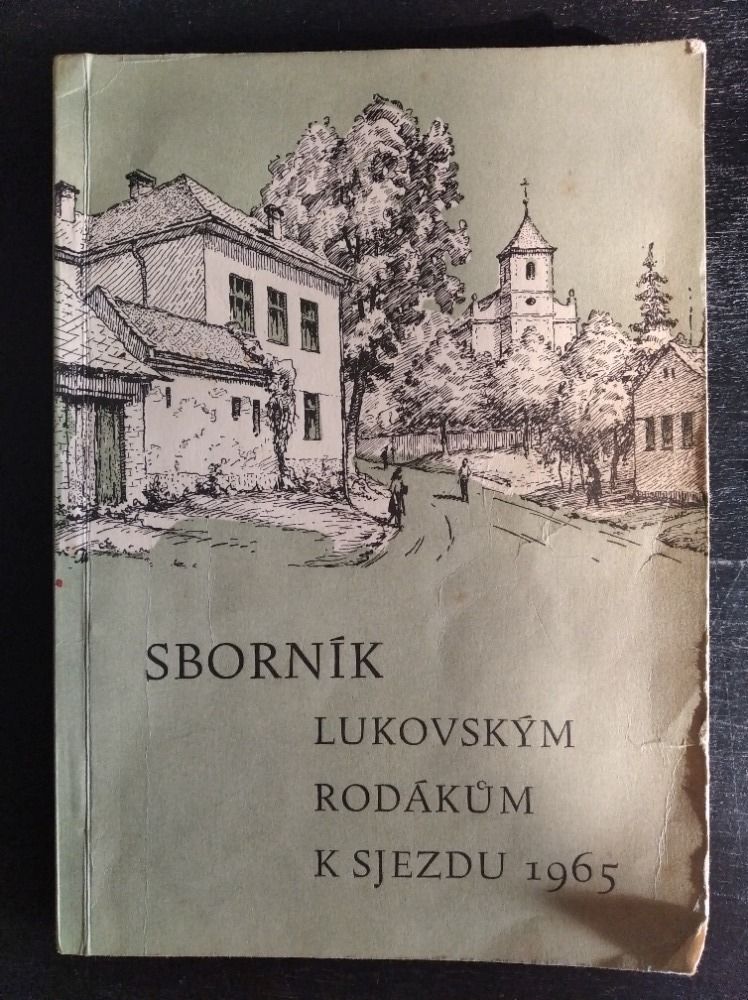 SBORNÍK
LUKOVSKÝM
RODÁKŮM
K SJEZDU 1965